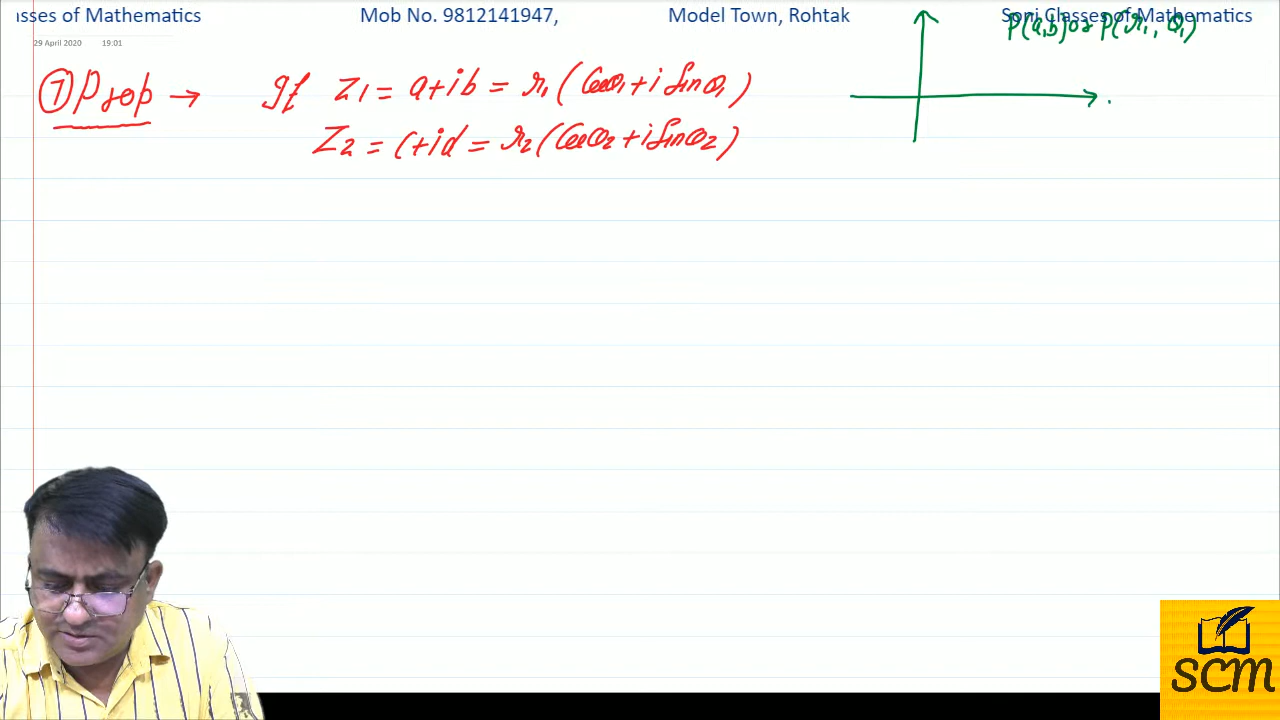 asses of Mathematics Mob No. 9812141947, Model Town, Rohtak Soni Classes of Mathematics
P(a,b) or P(r₁, θ₁)
29 April 2020 19:01
⑦ Prop → If Z₁ = a+ib = r₁(Cosθ₁+i Sinθ₁)
Z₂ = c+id = r₂(Cosθ₂+i Sinθ₂)
SCM